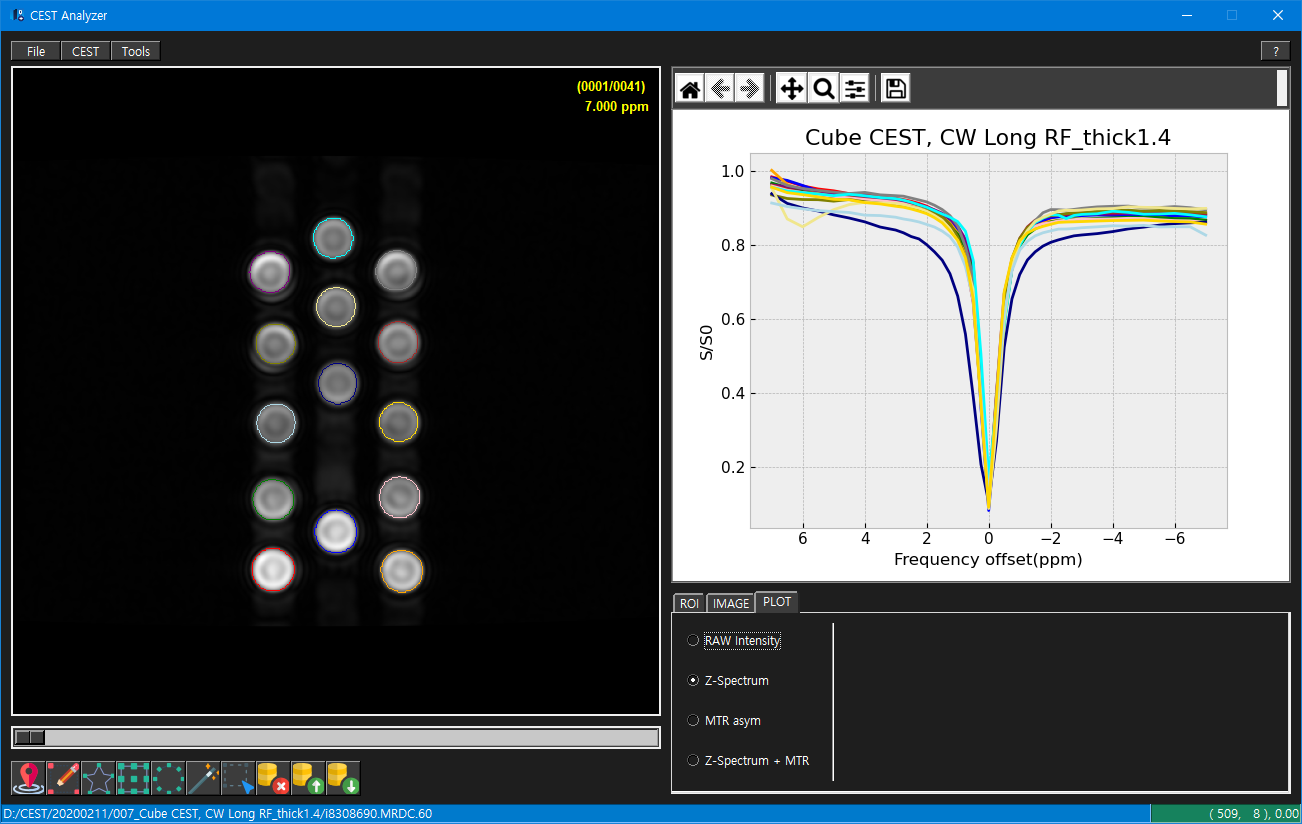 CEST Analyzer
File CEST Tools ?
(0001/0041)
7.000 ppm
Cube CEST, CW Long RF_thick1.4
1.0
0.8
0.6
0.4
0.2
S/S0
6 4 2 0 −2 −4 −6
Frequency offset(ppm)
ROI IMAGE PLOT
RAW Intensity
Z-Spectrum
MTR asym
Z-Spectrum + MTR
D:/CEST/20200211/007_Cube CEST, CW Long RF_thick1.4/i8308690.MRDC.60
( 509, 8 ), 0.00